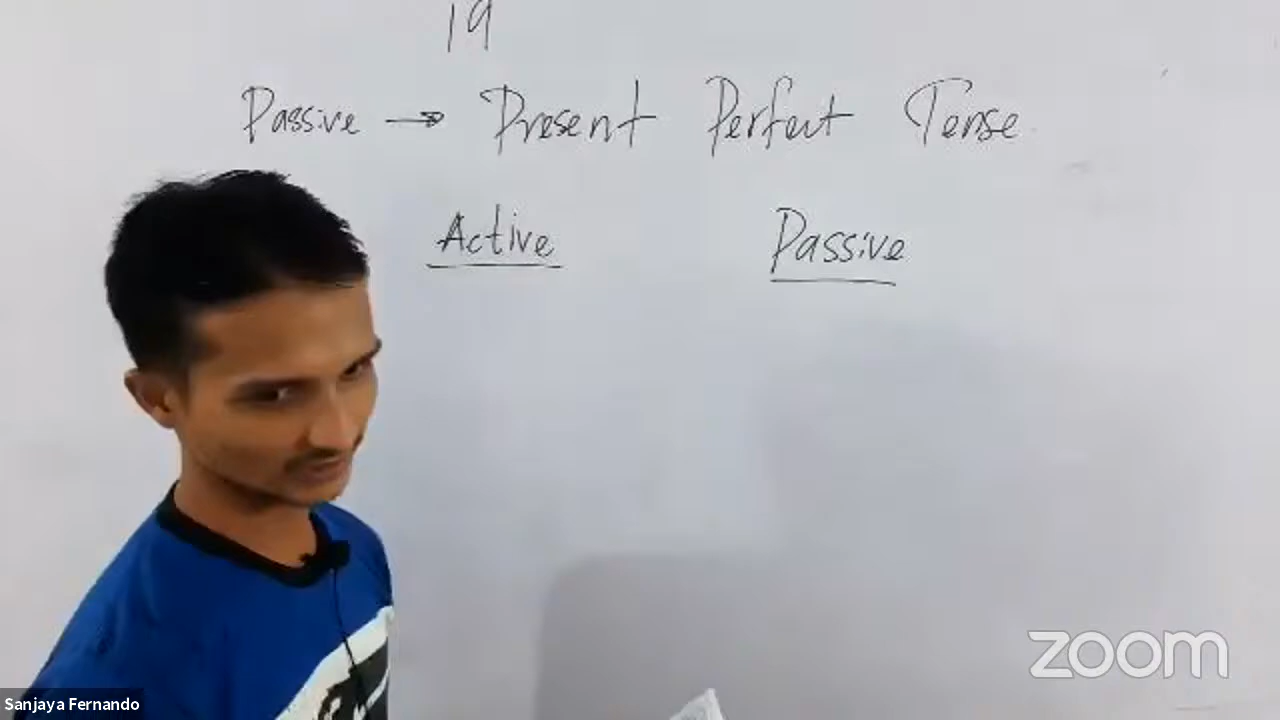 19
Passive → Present Perfect Tense
Active Passive
zoom
Sanjaya Fernando